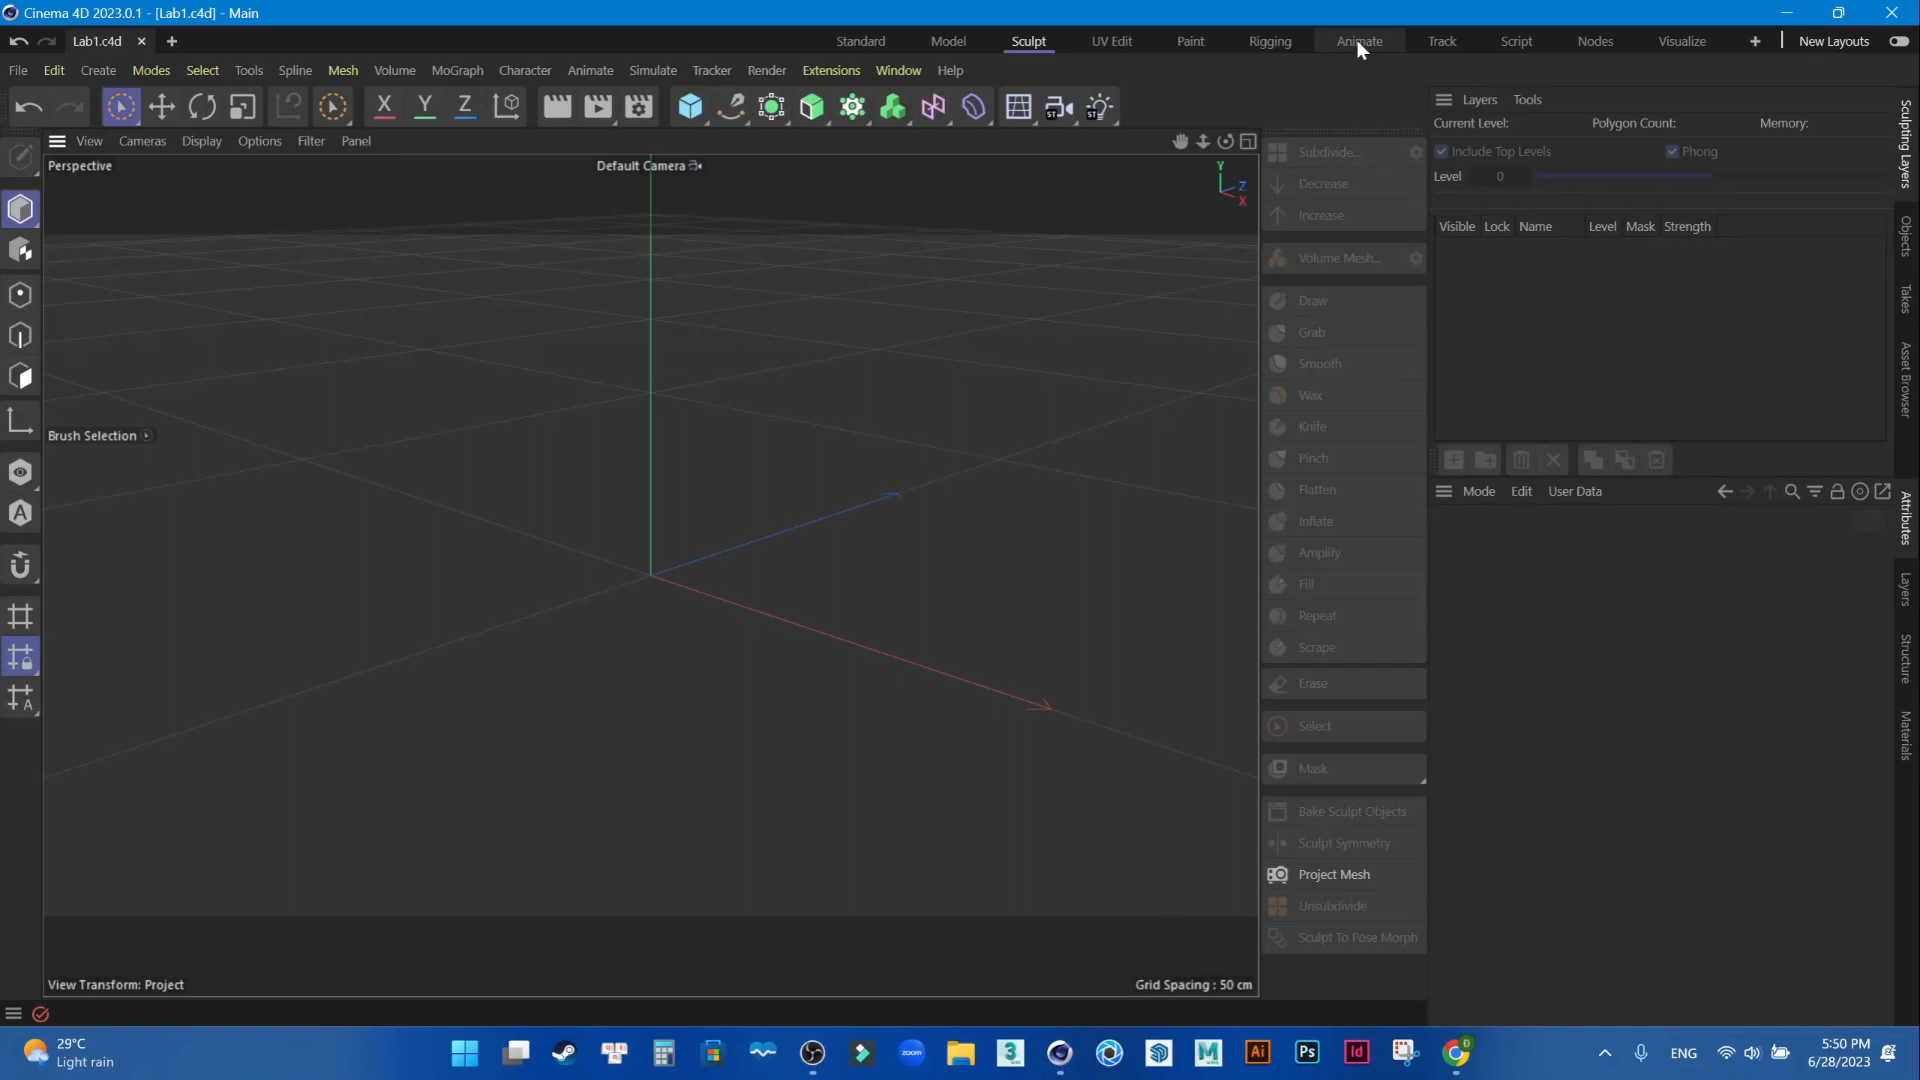 Cinema 4D 2023.0.1 - [Lab1.c4d] - Main
Lab1.c4d
Standard Model Sculpt UV Edit Paint Rigging Animate Track Script Nodes Visualize New Layouts
File Edit Create Modes Select Tools Spline Mesh Volume MoGraph Character Animate Simulate Tracker Render Extensions Window Help
X Y Z
ST ST
View Cameras Display Options Filter Panel
Perspective
Default Camera
Y
Z
X
Brush Selection
View Transform: Project
Grid Spacing : 50 cm
A
A
Subdivide...
Decrease
Increase
Volume Mesh...
Draw
Grab
Smooth
Wax
Knife
Pinch
Flatten
Inflate
Amplify
Fill
Repeat
Scrape
Erase
Select
Mask
Bake Sculpt Objects
Sculpt Symmetry
Project Mesh
Unsubdivide
Sculpt To Pose Morph
Layers Tools
Current Level: Polygon Count: Memory:
Include Top Levels Phong
Level 0
Visible Lock Name Level Mask Strength
Mode Edit User Data
Sculpting Layers
Objects
Takes
Asset Browser
Attributes
Layers
Structure
Materials
29°C
Light rain
zoom
3
M
Ai
Ps
Id
Đ
ENG
5:50 PM
6/28/2023